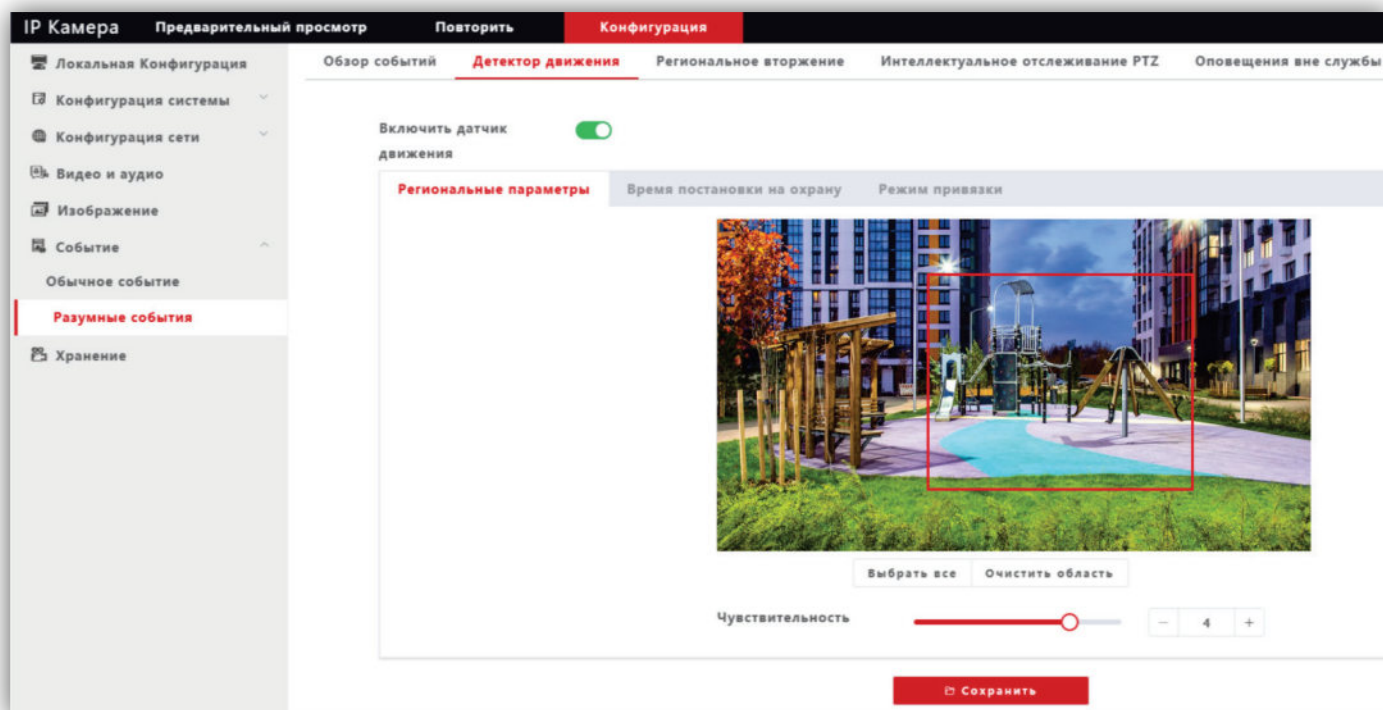 IP Камера Предварительный просмотр Повторить Конфигурация
Локальная Конфигурация
Конфигурация системы
Конфигурация сети
Видео и аудио
Изображение
Событие
Обычное событие
Разумные события
Хранение
Обзор событий Детектор движения Региональное вторжение Интеллектуальное отслеживание PTZ Оповещения вне службы
Включить датчик
движения
Региональные параметры Время постановки на охрану Режим привязки
Выбрать все Очистить область
Чувствительность − 4 +
Сохранить